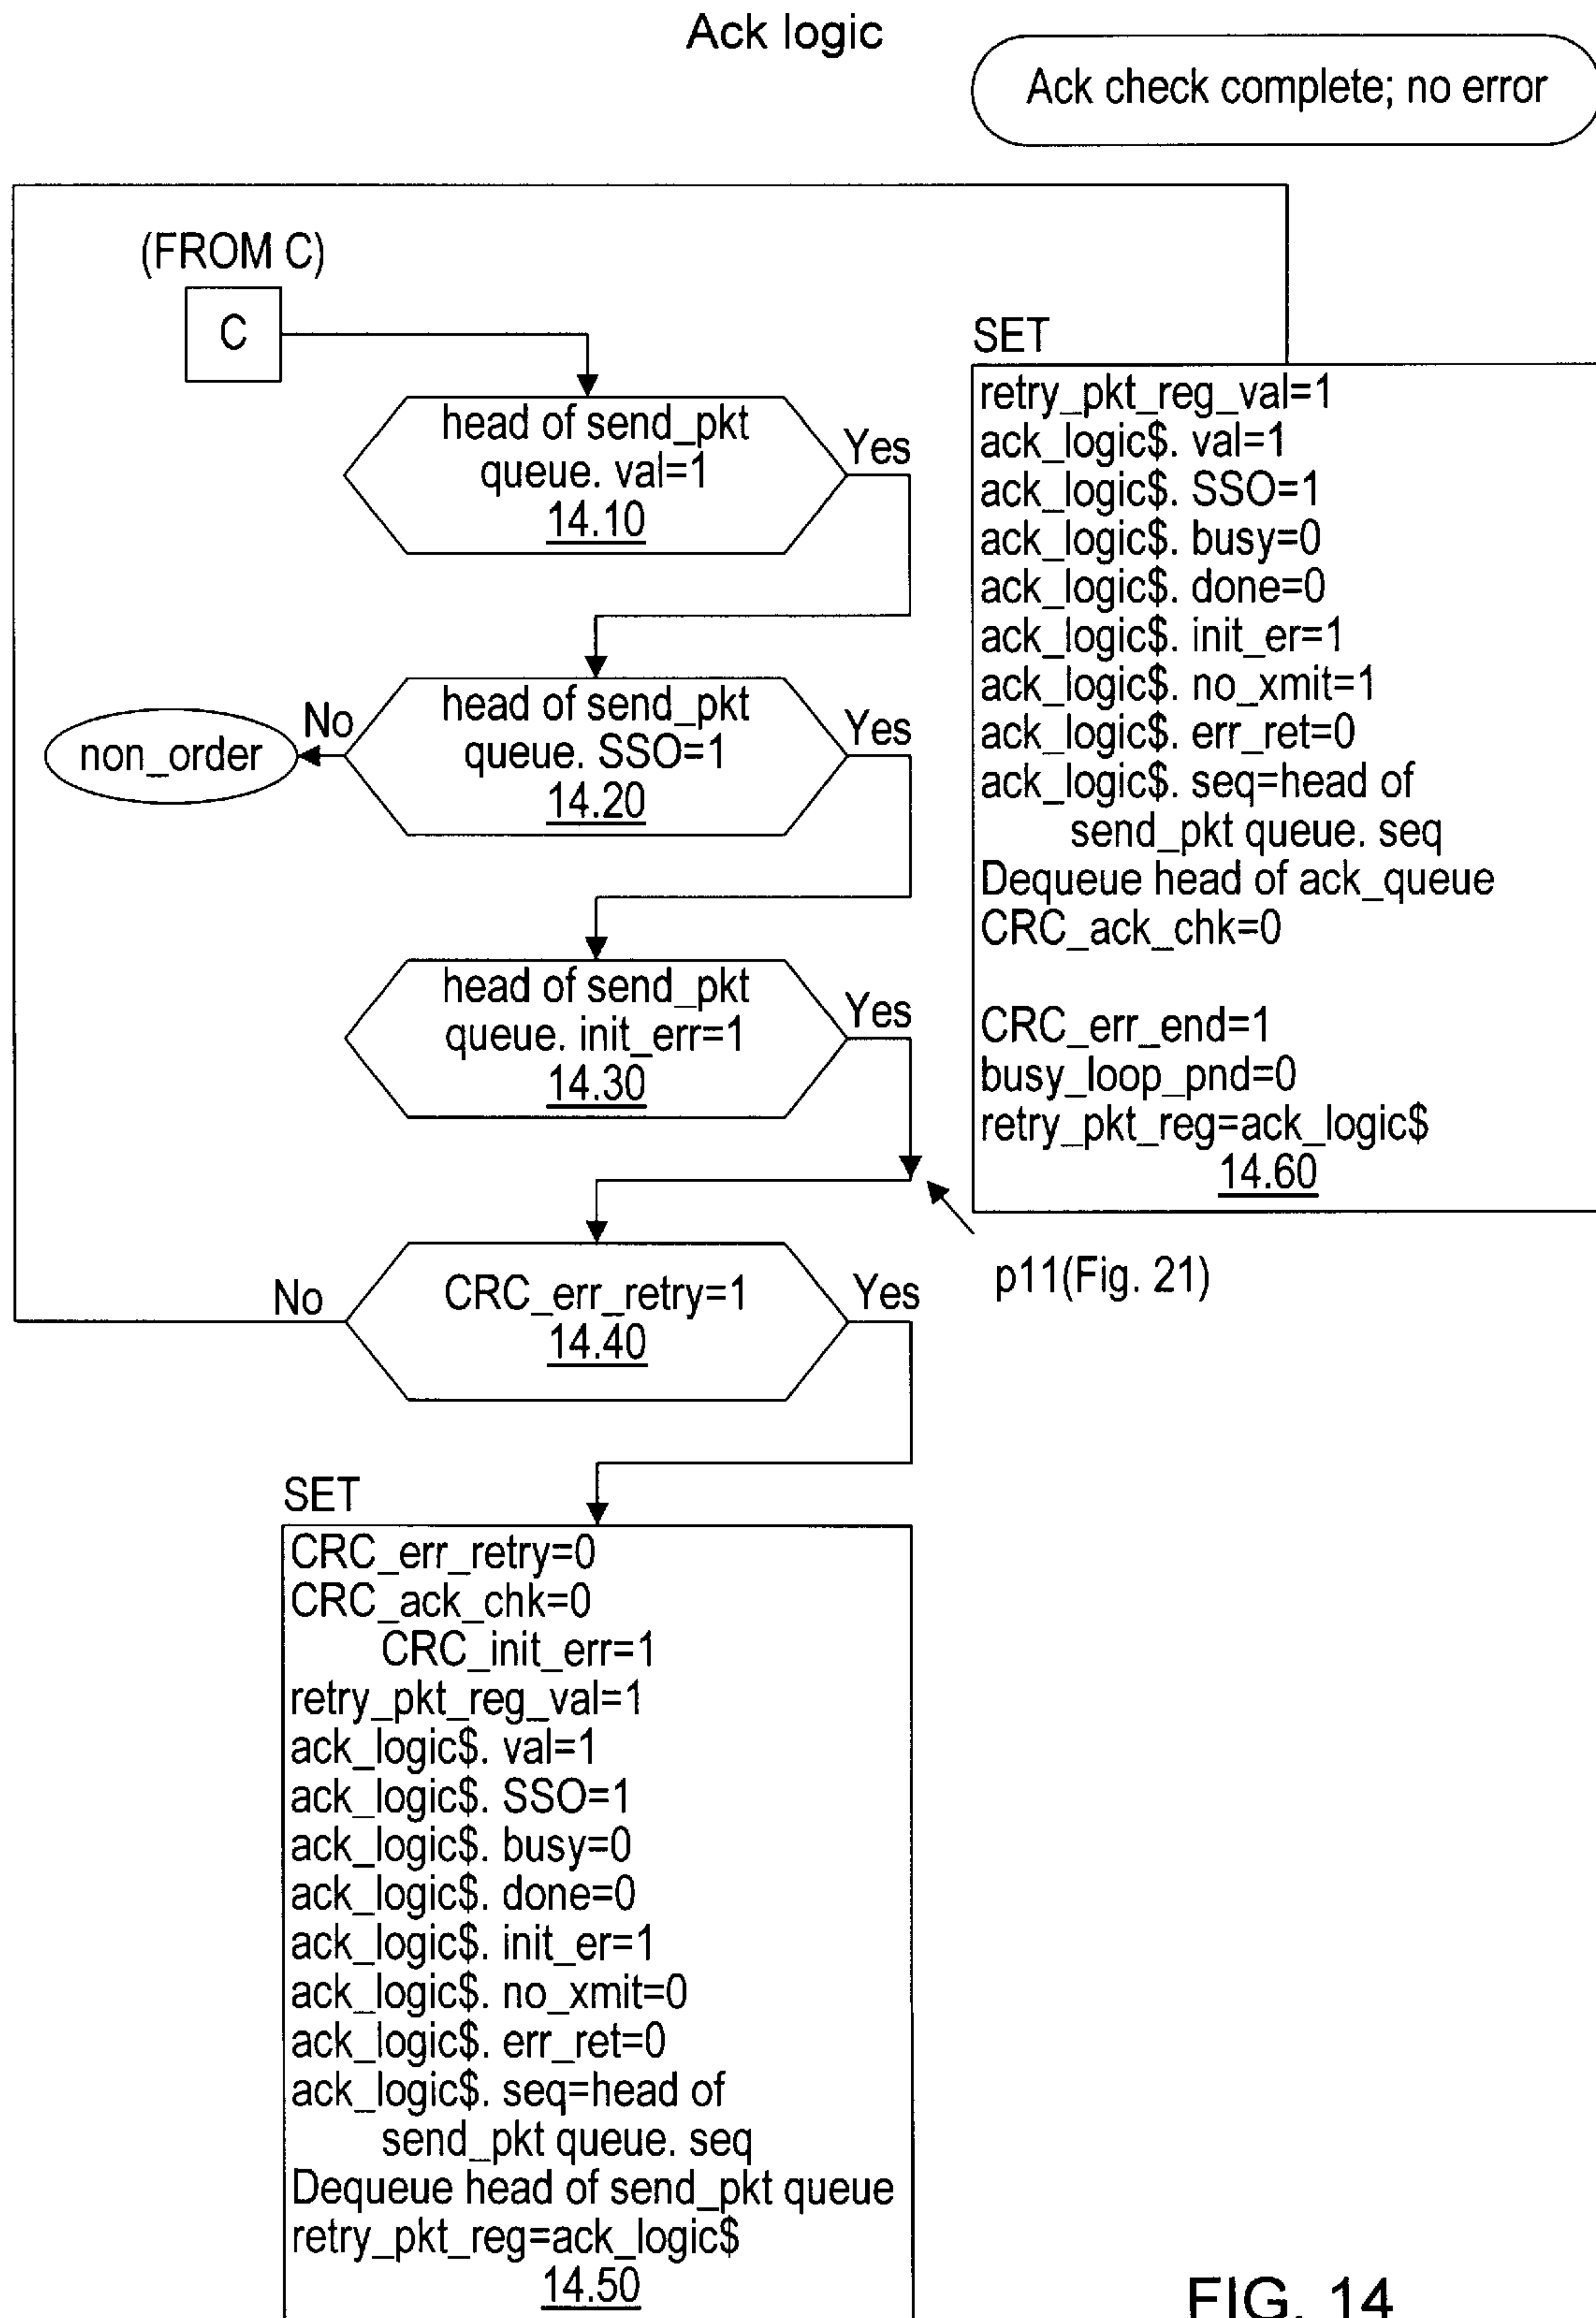 Ack logic
Ack check complete; no error
(FROM C)
C
head of send_pkt
queue. val=1
14.10
Yes
head of send_pkt
queue. SSO=1
14.20
No
Yes
non_order
head of send_pkt
queue. init_err=1
14.30
Yes
p11(Fig. 21)
CRC_err_retry=1
14.40
No
Yes
SET
CRC_err_retry=0
CRC_ack_chk=0
CRC_init_err=1
retry_pkt_reg_val=1
ack_logic$. val=1
ack_logic$. SSO=1
ack_logic$. busy=0
ack_logic$. done=0
ack_logic$. init_er=1
ack_logic$. no_xmit=0
ack_logic$. err_ret=0
ack_logic$. seq=head of
send_pkt queue. seq
Dequeue head of send_pkt queue
retry_pkt_reg=ack_logic$
14.50
SET
retry_pkt_reg_val=1
ack_logic$. val=1
ack_logic$. SSO=1
ack_logic$. busy=0
ack_logic$. done=0
ack_logic$. init_er=1
ack_logic$. no_xmit=1
ack_logic$. err_ret=0
ack_logic$. seq=head of
send_pkt queue. seq
Dequeue head of ack_queue
CRC_ack_chk=0
CRC_err_end=1
busy_loop_pnd=0
retry_pkt_reg=ack_logic$
14.60
FIG. 14